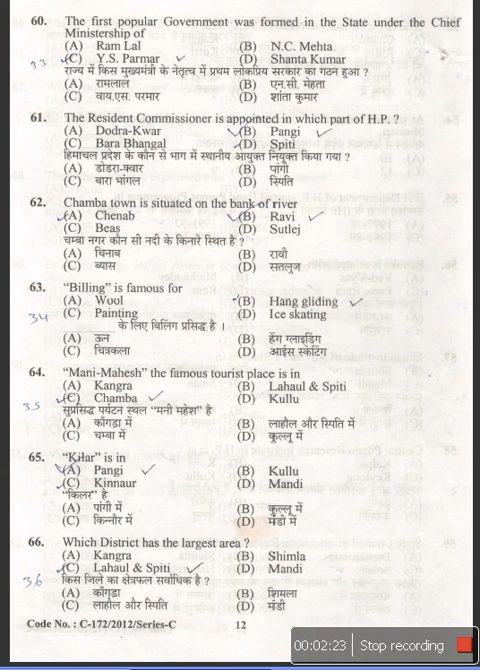 60. The first popular Government was formed in the State under the Chief
Ministership of
(A) Ram Lal (B) N.C. Mehta
33 (C) Y.S. Parmar (D) Shanta Kumar
राज्य में किस मुख्यमंत्री के नेतृत्व में प्रथम लोकप्रिय सरकार का गठन हुआ ?
(A) रामलाल (B) एन.सी. मेहता
(C) वाय.एस. परमार (D) शांता कुमार
61. The Resident Commissioner is appointed in which part of H.P. ?
(A) Dodra-Kwar (B) Pangi
(C) Bara Bhangal (D) Spiti
हिमाचल प्रदेश के कौन से भाग में स्थानीय आयुक्त नियुक्त किया गया ?
(A) डोडरा-क्वार (B) पांगी
(C) बारा भांगल (D) स्पिति
62. Chamba town is situated on the bank of river
(A) Chenab (B) Ravi
(C) Beas (D) Sutlej
चम्बा नगर कौन सी नदी के किनारे स्थित है ?
(A) चिनाब (B) रावी
(C) ब्यास (D) सतलुज
63. “Billing” is famous for
(A) Wool (B) Hang gliding
34 (C) Painting (D) Ice skating
________ के लिए बिलिंग प्रसिद्ध है ।
(A) ऊन (B) हेंग ग्लाइडिंग
(C) चित्रकला (D) आईस स्केटिंग
64. “Mani-Mahesh” the famous tourist place is in
(A) Kangra (B) Lahaul & Spiti
35 (C) Chamba (D) Kullu
सुप्रसिद्ध पर्यटन स्थल “मनी महेश” है
(A) काँगड़ा में (B) लाहौल और स्पिति में
(C) चम्बा में (D) कूल्लू में
65. “Kilar” is in
(A) Pangi (B) Kullu
(C) Kinnaur (D) Mandi
“किलर” है
(A) पांगी में (B) कुल्लू में
(C) किन्नौर में (D) मंडी में
66. Which District has the largest area ?
(A) Kangra (B) Shimla
(C) Lahaul & Spiti (D) Mandi
36 किस जिले का क्षेत्रफल सर्वाधिक है ?
(A) काँगड़ा (B) शिमला
(C) लाहौल और स्पिति (D) मंडी
Code No. : C-172/2012/Series-C 12
00:02:23 Stop recording